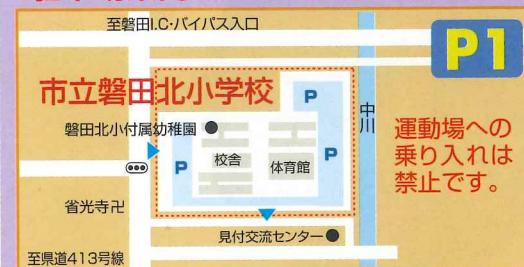 至磐田I.C・バイパス入口
P1
市立磐田北小学校
P
中川
磐田北小付属幼稚園
運動場への
乗り入れは
禁止です。
校舎
体育館
P
P
省光寺卍
見付交流センター
至県道413号線